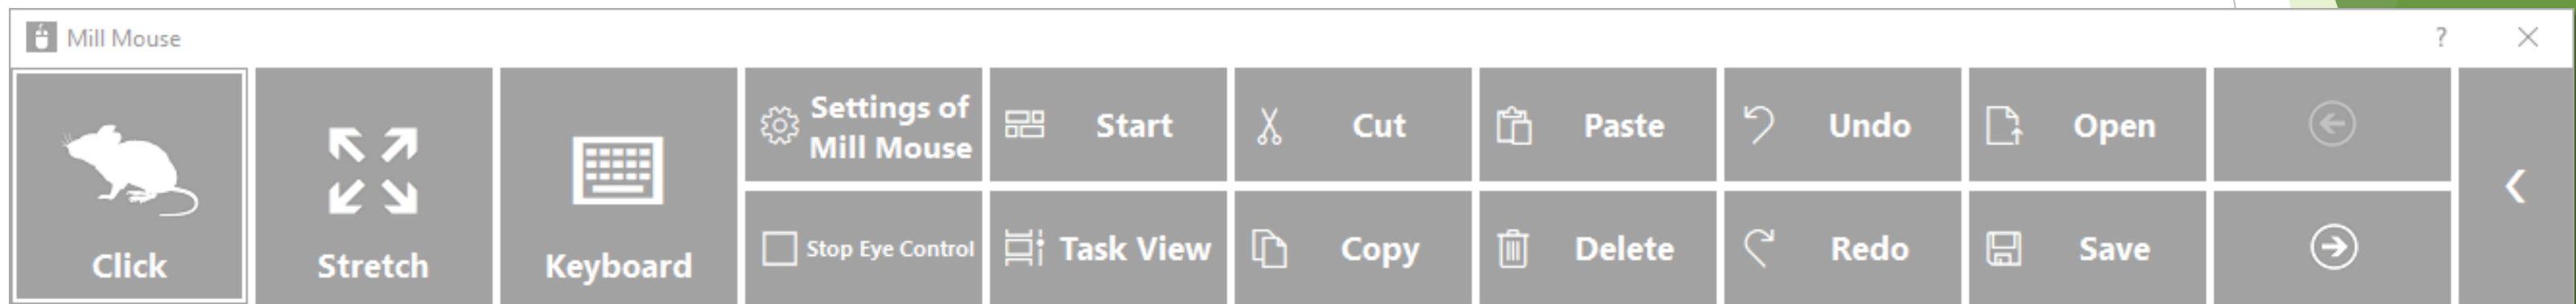 Mill Mouse
?
Click
Stretch
Keyboard
Settings of
Mill Mouse
Stop Eye Control
Start
Task View
Cut
Copy
Paste
Delete
Undo
Redo
Open
Save